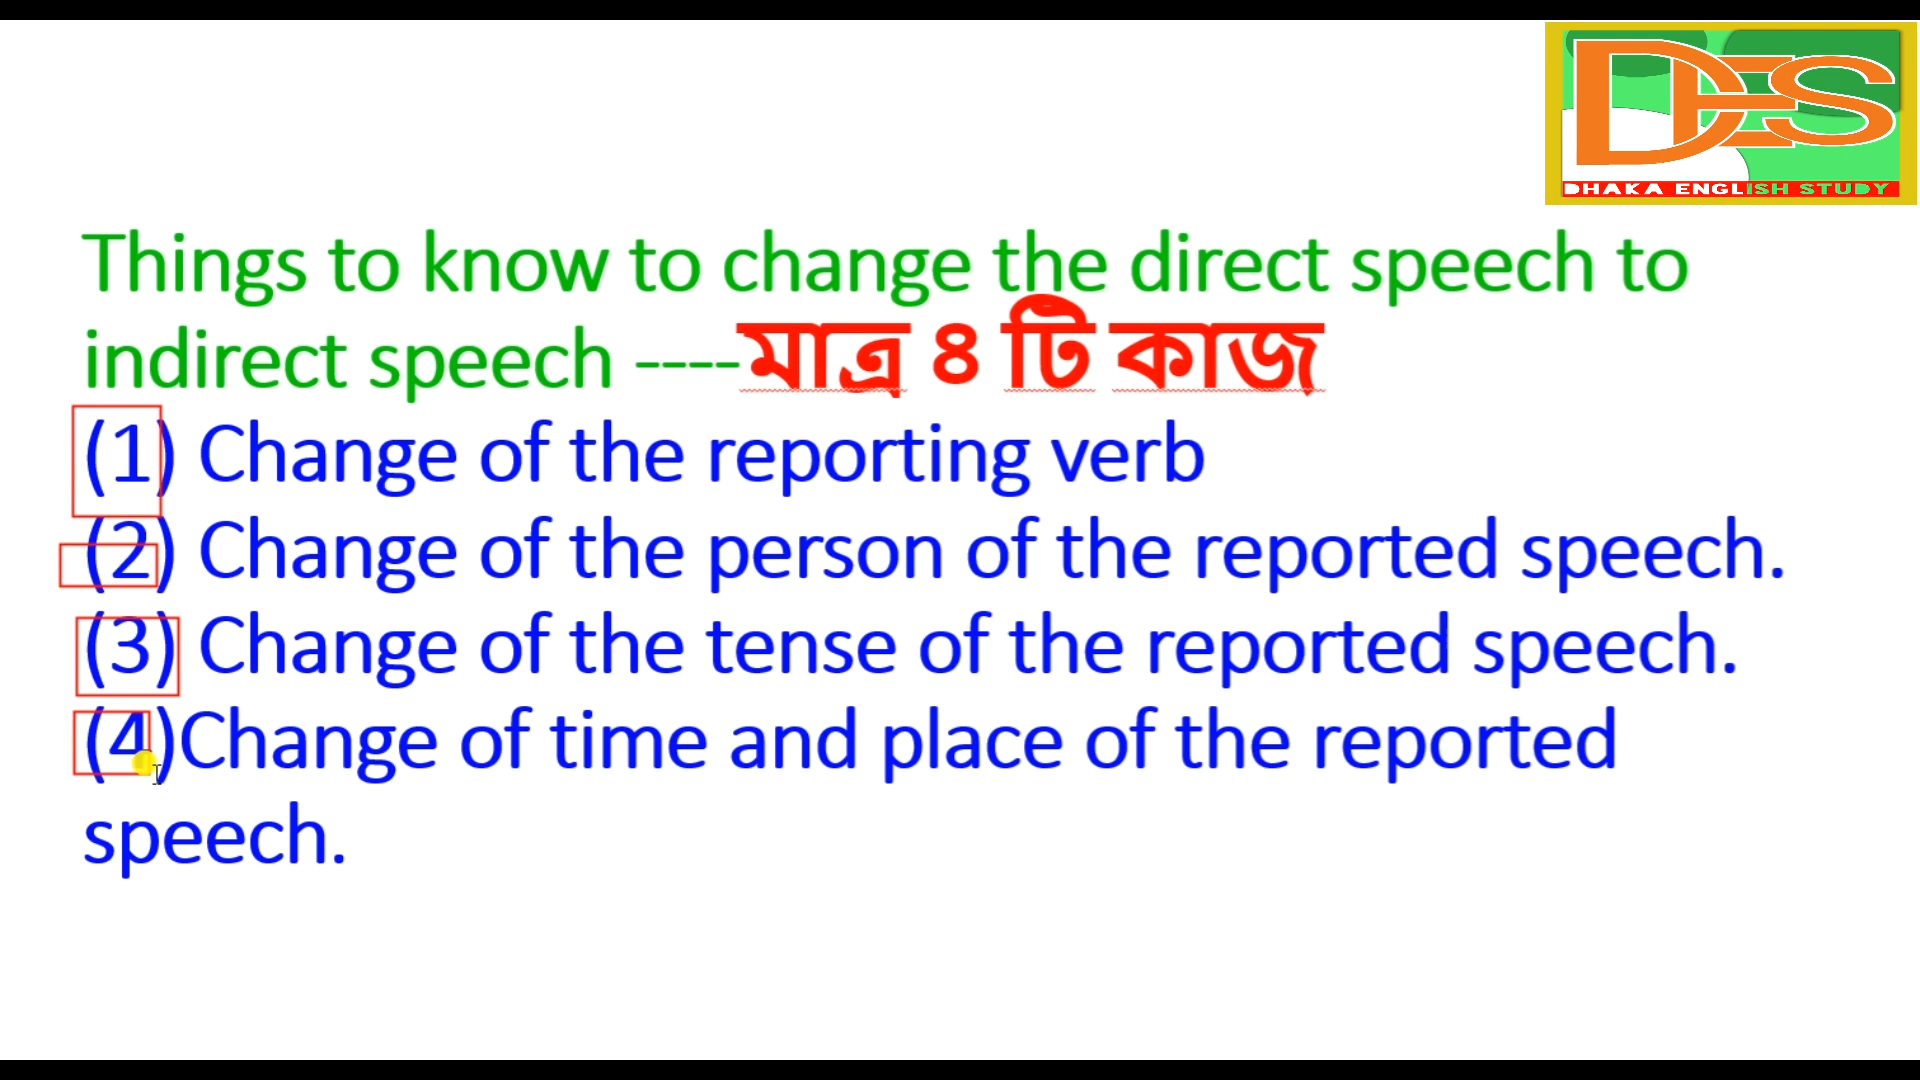 DES
DHAKA ENGLISH STUDY
Things to know to change the direct speech to
indirect speech ----মাত্র ৪ টি কাজ
(1) Change of the reporting verb
(2) Change of the person of the reported speech.
(3) Change of the tense of the reported speech.
(4)Change of time and place of the reported
speech.